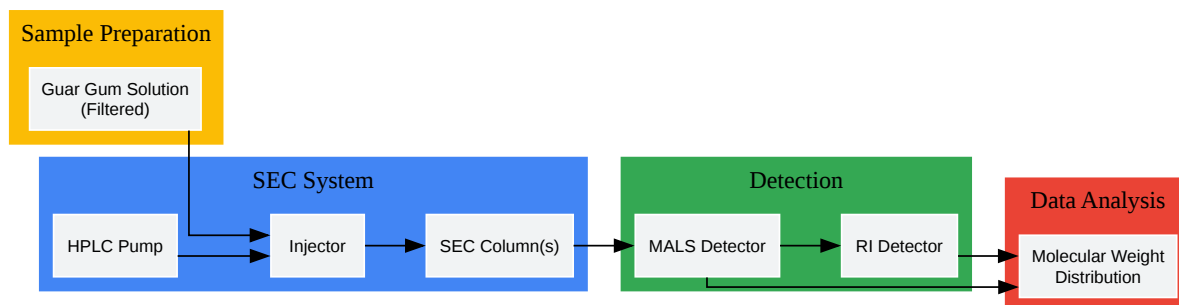 Sample Preparation
Guar Gum Solution
(Filtered)
SEC System
HPLC Pump
Injector
SEC Column(s)
Detection
MALS Detector
RI Detector
Data Analysis
Molecular Weight
Distribution